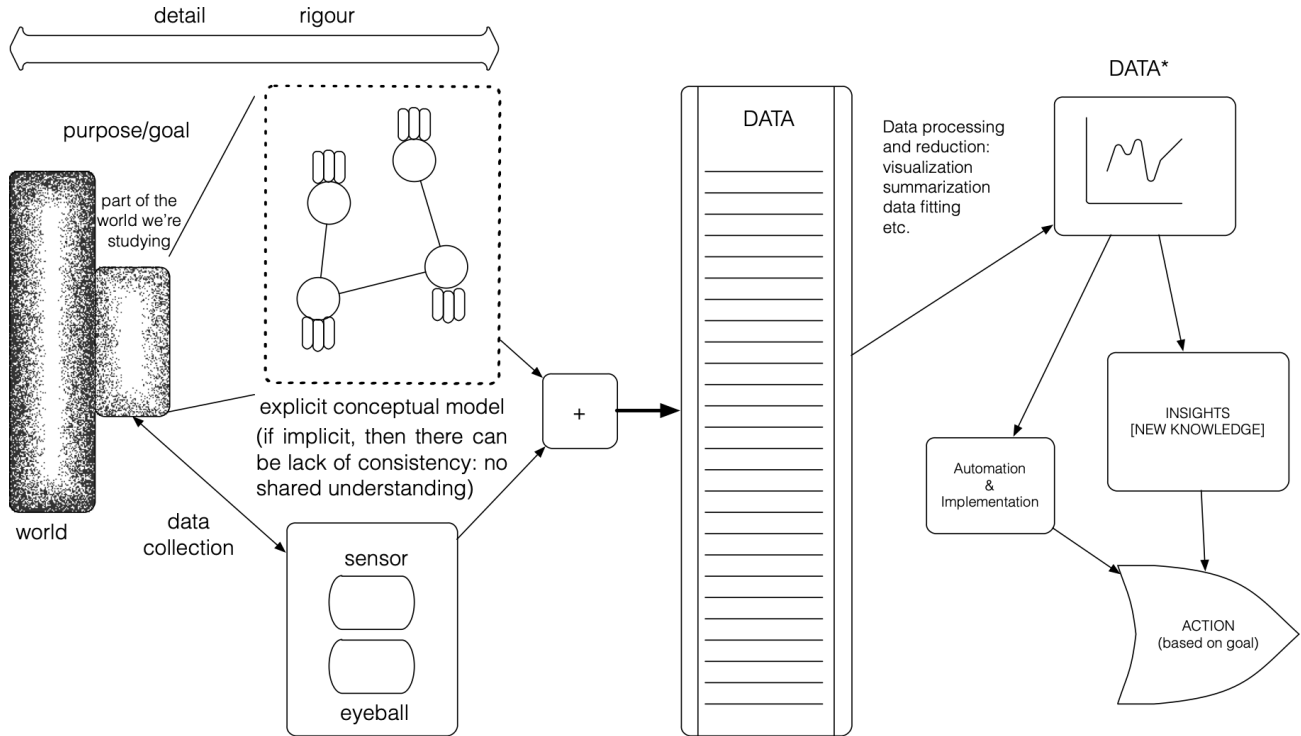 detail rigour
purpose/goal
part of the
world we're
studying
world
explicit conceptual model
(if implicit, then there can
be lack of consistency: no
shared understanding)
data
collection
sensor
eyeball
+
DATA
Data processing
and reduction:
visualization
summarization
data fitting
etc.
DATA*
Automation
&
Implementation
INSIGHTS
[NEW KNOWLEDGE]
ACTION
(based on goal)